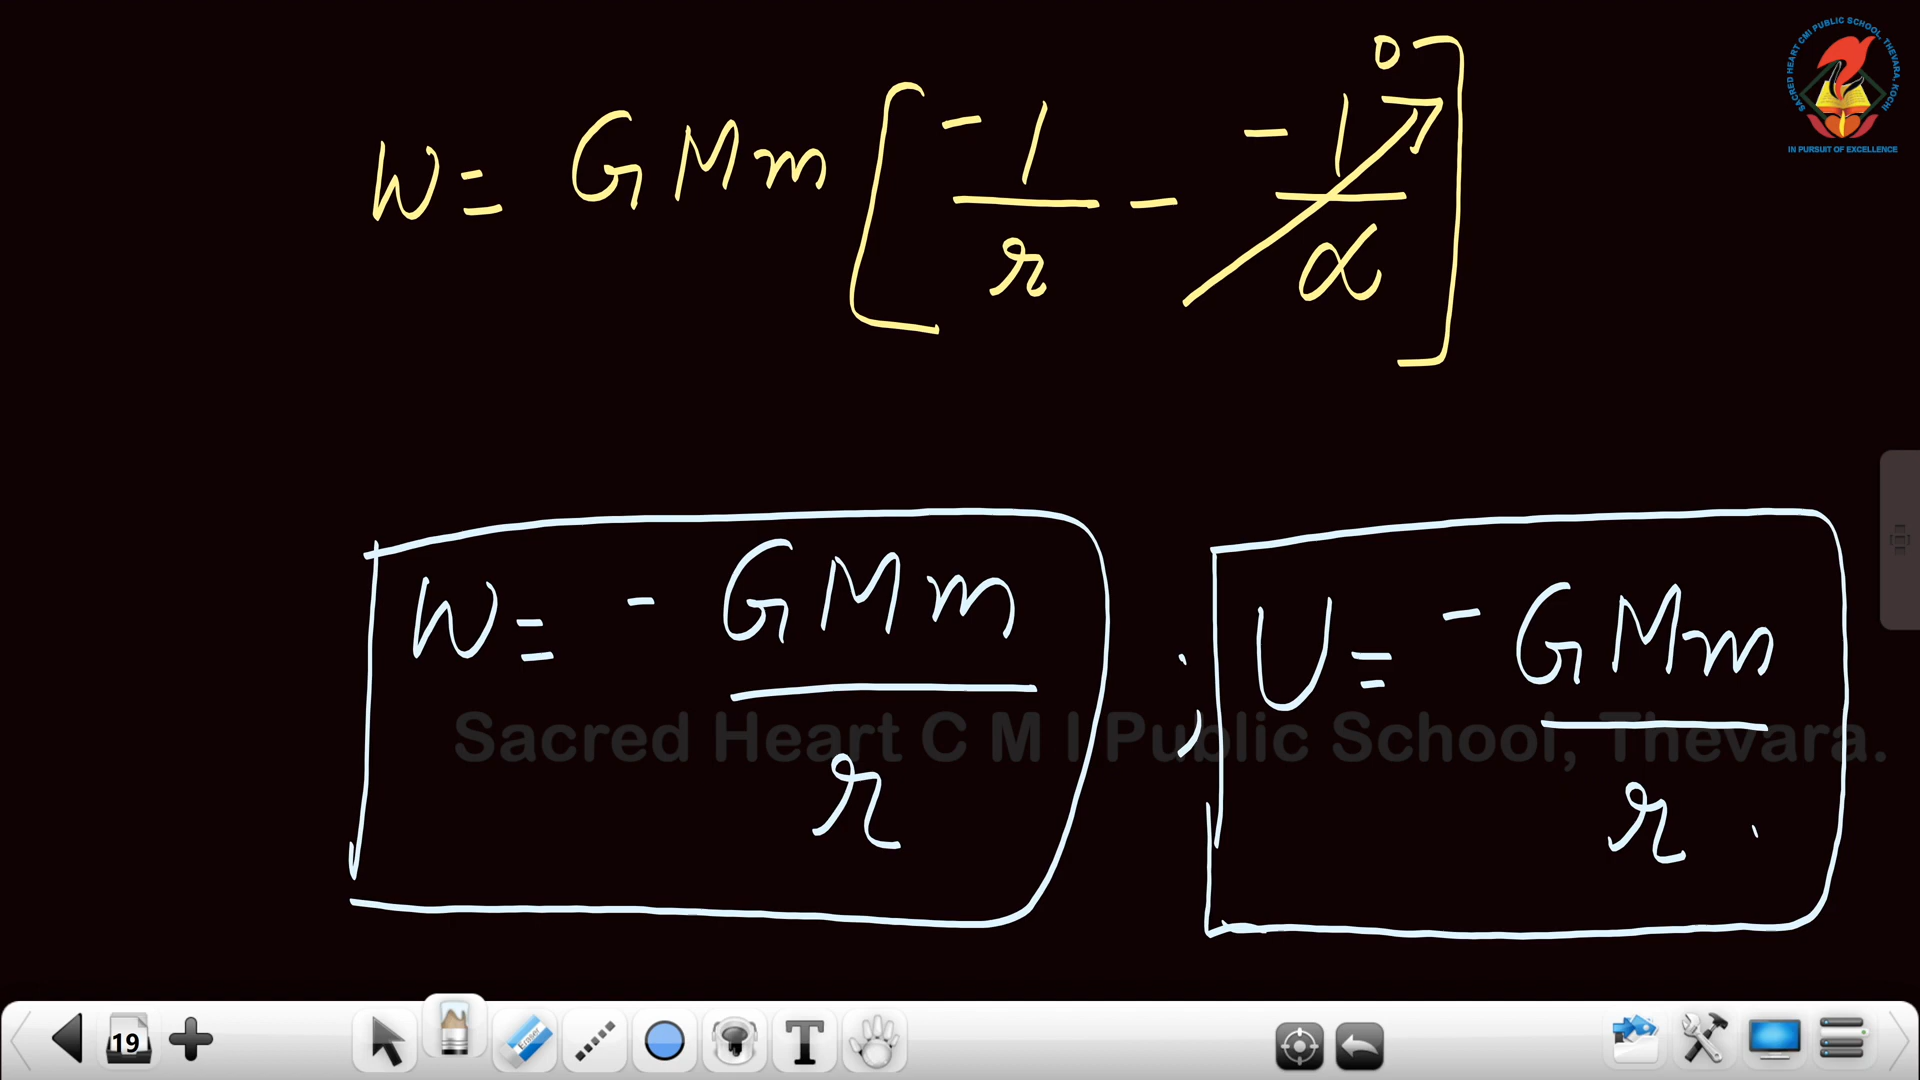 SACRED HEART CMI PUBLIC SCHOOL, THEVARA, KOCHI
IN PURSUIT OF EXCELLENCE
W = GMm [ -1/r - -1/α 0 ]
W = - GMm/r ; U = - GMm/r .
Sacred Heart C M I Public School, Thevara.
19
Eraser
T